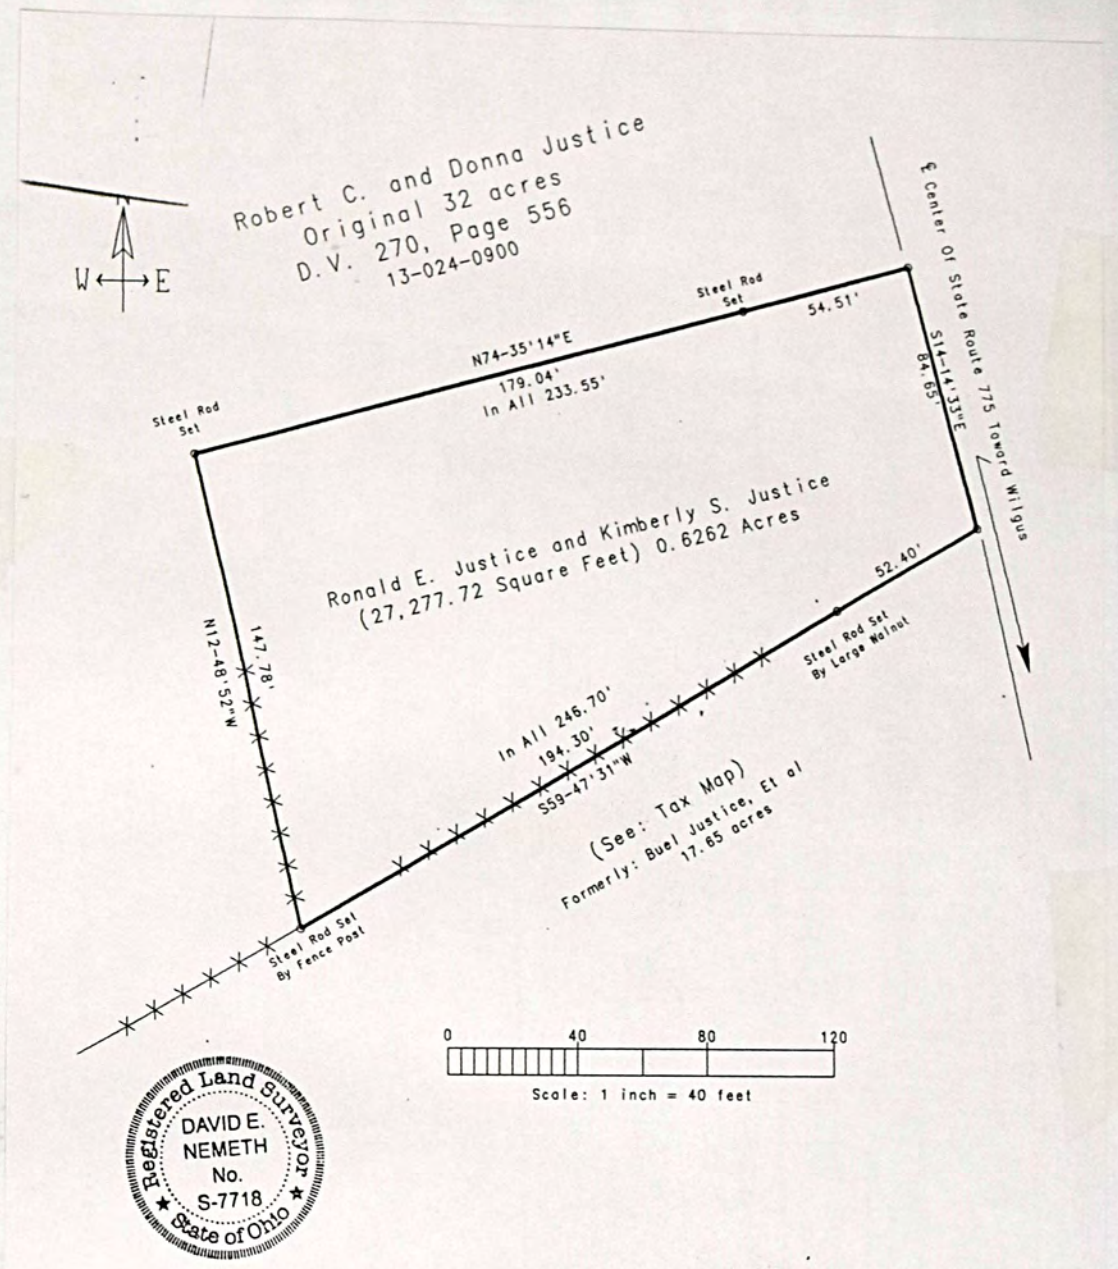 Robert C. and Donna Justice
Original 32 acres
D.V. 270, Page 556
13-024-0900
N
W E
℄ Center Of State Route 775 Toward Wilgus
Steel Rod
Set
54.51'
N74-35'14"E
179.04'
In All 233.55'
S14-14'33"E
84.65'
Steel Rod
Set
Ronald E. Justice and Kimberly S. Justice
(27,277.72 Square Feet) 0.6262 Acres
52.40'
Steel Rod Set
By Large Walnut
147.78'
N12-48'52"W
In All 246.70'
194.30'
S59-47'31"W
(See: Tax Map)
Formerly: Buel Justice, Et al
17.65 acres
Steel Rod Set
By Fence Post
0 40 80 120
Scale: 1 inch = 40 feet
Registered Land Surveyor
DAVID E.
NEMETH
No.
S-7718
State of Ohio